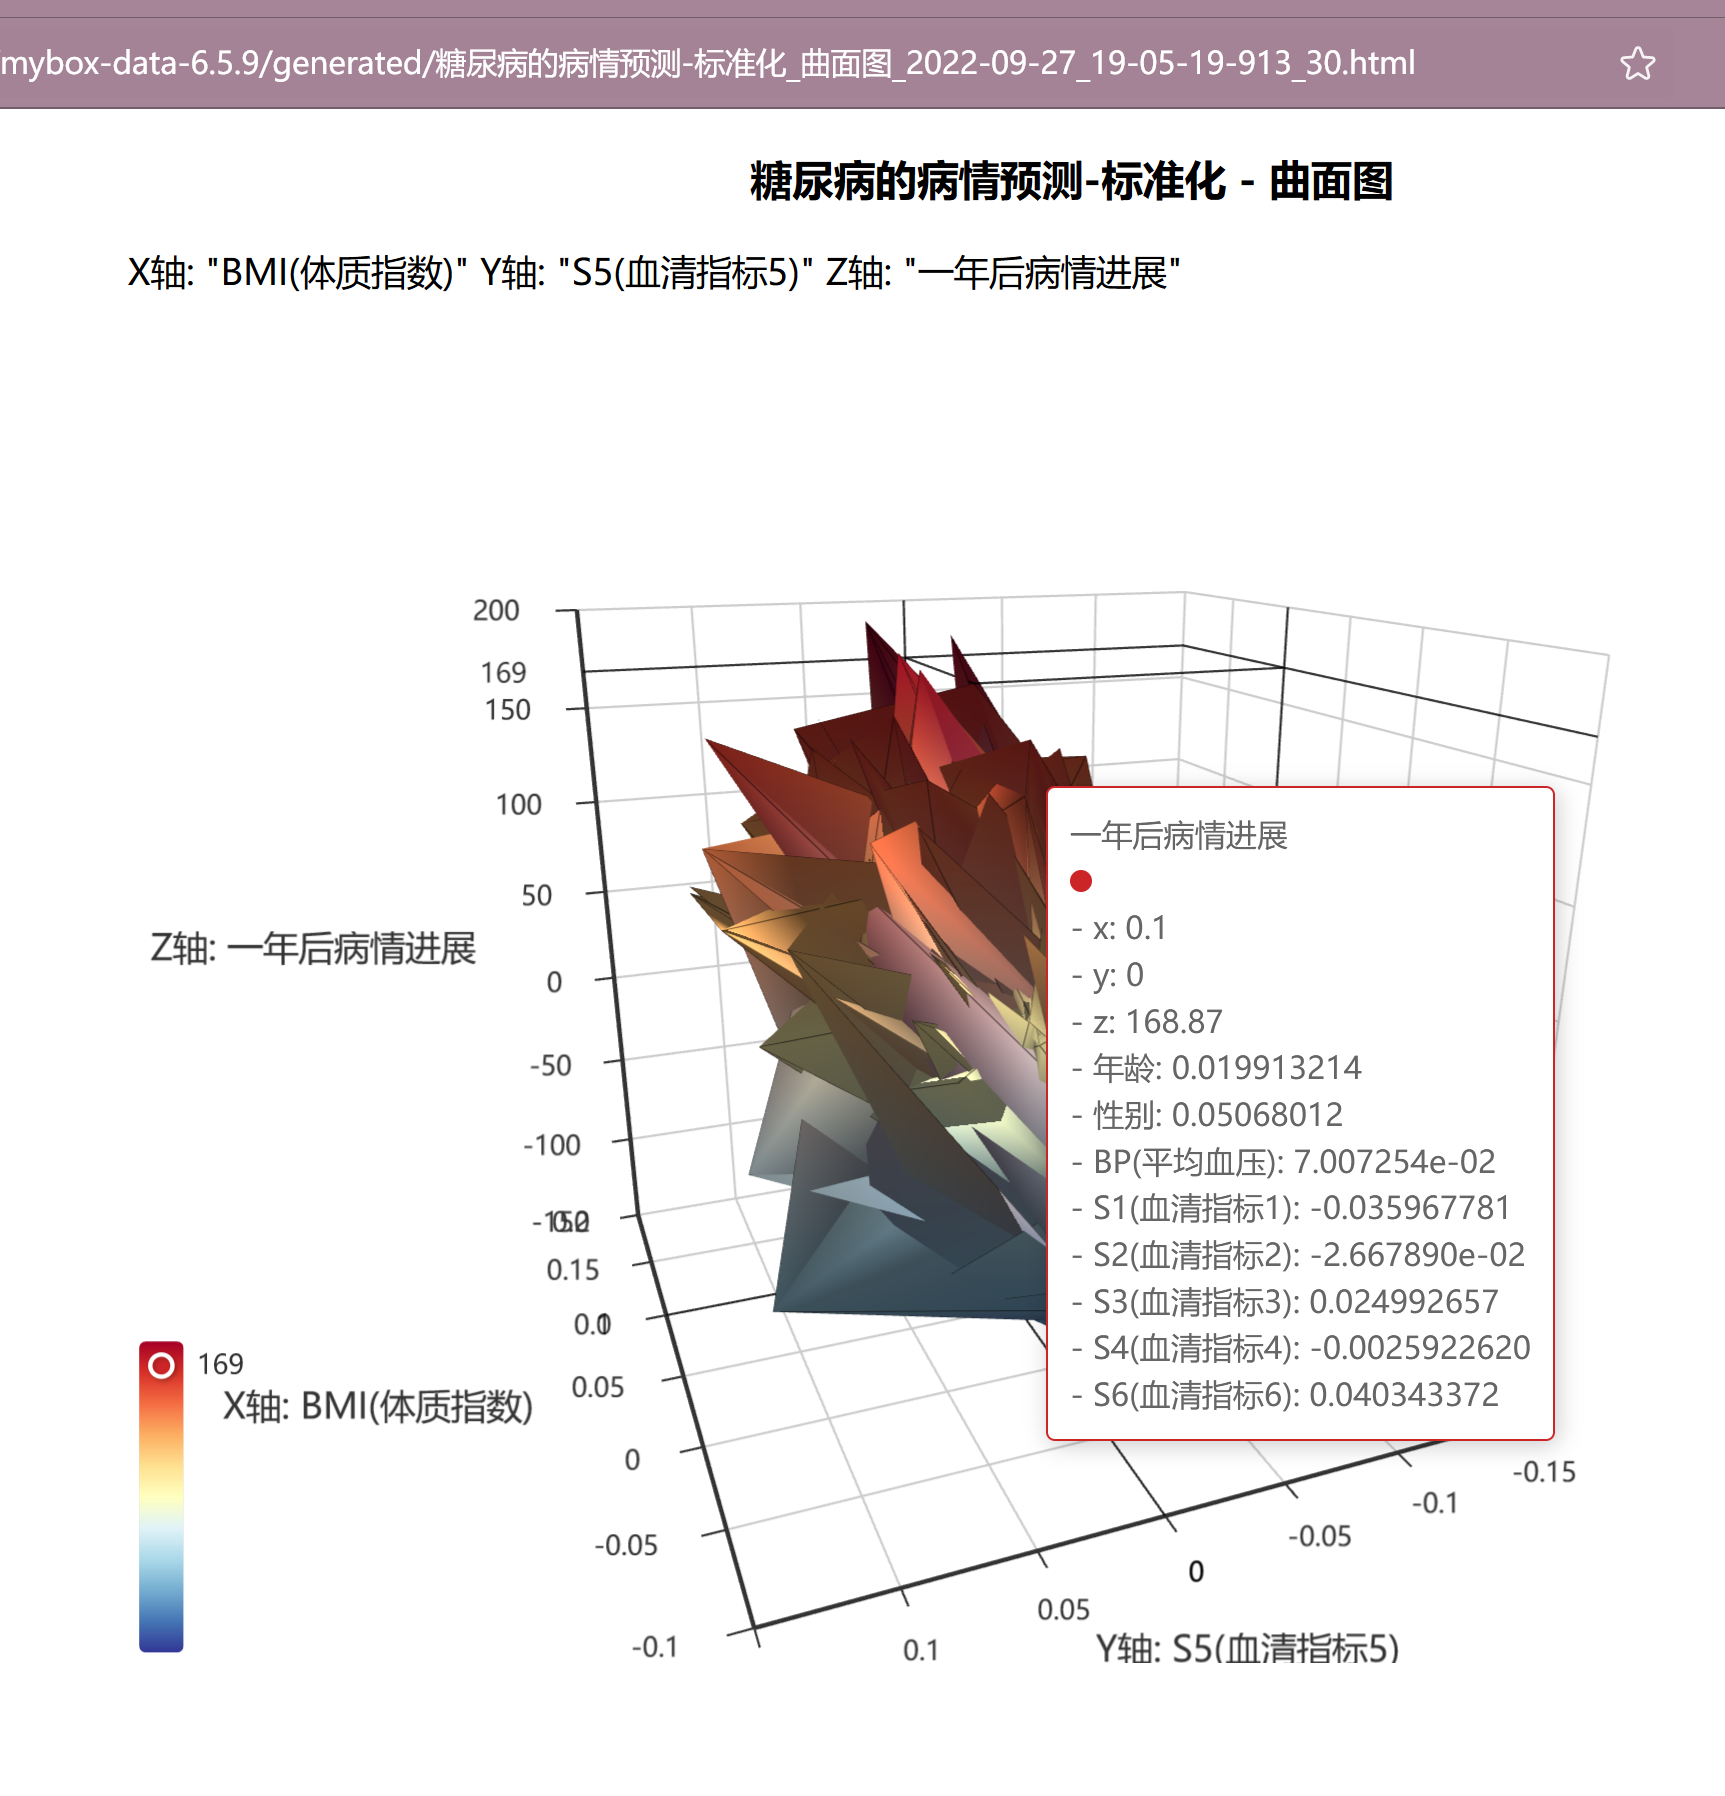 mybox-data-6.5.9/generated/糖尿病的病情预测-标准化_曲面图_2022-09-27_19-05-19-913_30.html
糖尿病的病情预测-标准化 - 曲面图
X轴: "BMI(体质指数)" Y轴: "S5(血清指标5)" Z轴: "一年后病情进展"
200
169
150
100
50
Z轴: 一年后病情进展
0
-50
-100
0.15
0.05
0
-0.05
-0.1
169
X轴: BMI(体质指数)
一年后病情进展
- x: 0.1
- y: 0
- z: 168.87
- 年龄: 0.019913214
- 性别: 0.05068012
- BP(平均血压): 7.007254e-02
- S1(血清指标1): -0.035967781
- S2(血清指标2): -2.667890e-02
- S3(血清指标3): 0.024992657
- S4(血清指标4): -0.0025922620
- S6(血清指标6): 0.040343372
0.1
0.05
0
-0.05
-0.1
-0.15
Y轴: S5(血清指标5)